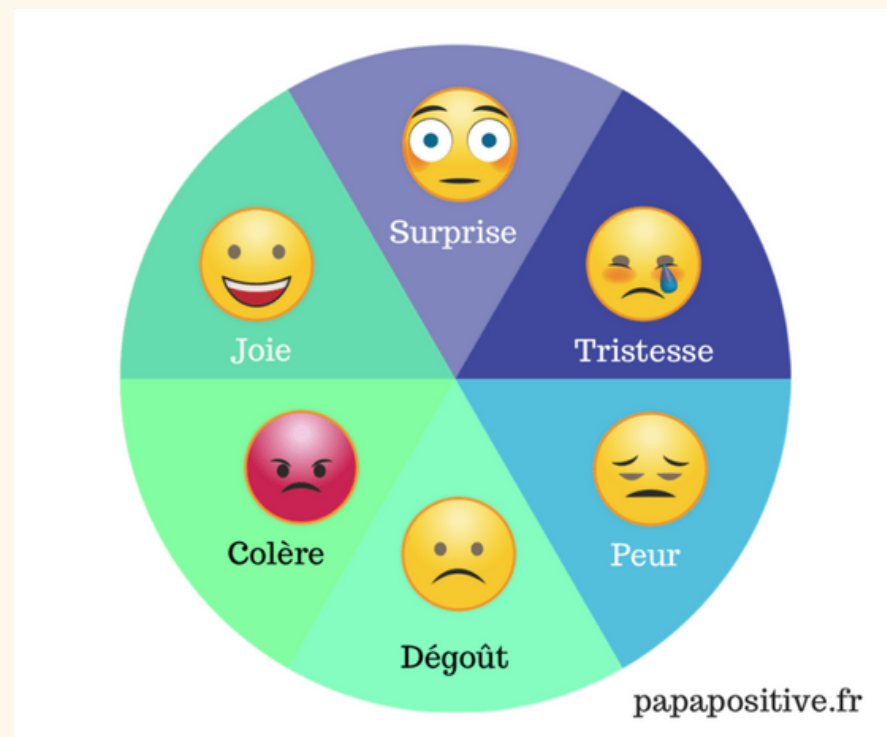 Surprise
Joie
Tristesse
Colère
Peur
Dégoût
papapositive.fr